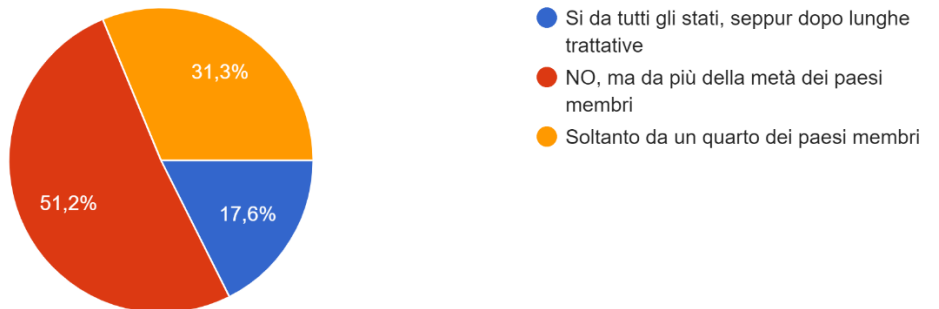 Si da tutti gli stati, seppur dopo lunghe
trattative
NO, ma da più della metà dei paesi
membri
Soltanto da un quarto dei paesi membri
31,3%
51,2%
17,6%